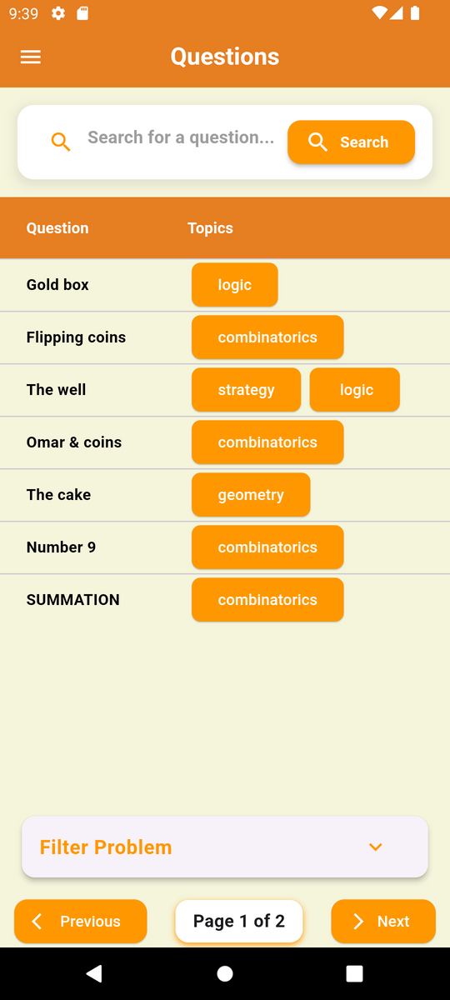 9:39
Questions
Search for a question...
Search
Question Topics
Gold box logic
Flipping coins combinatorics
The well strategy logic
Omar & coins combinatorics
The cake geometry
Number 9 combinatorics
SUMMATION combinatorics
Filter Problem
Previous Page 1 of 2 Next